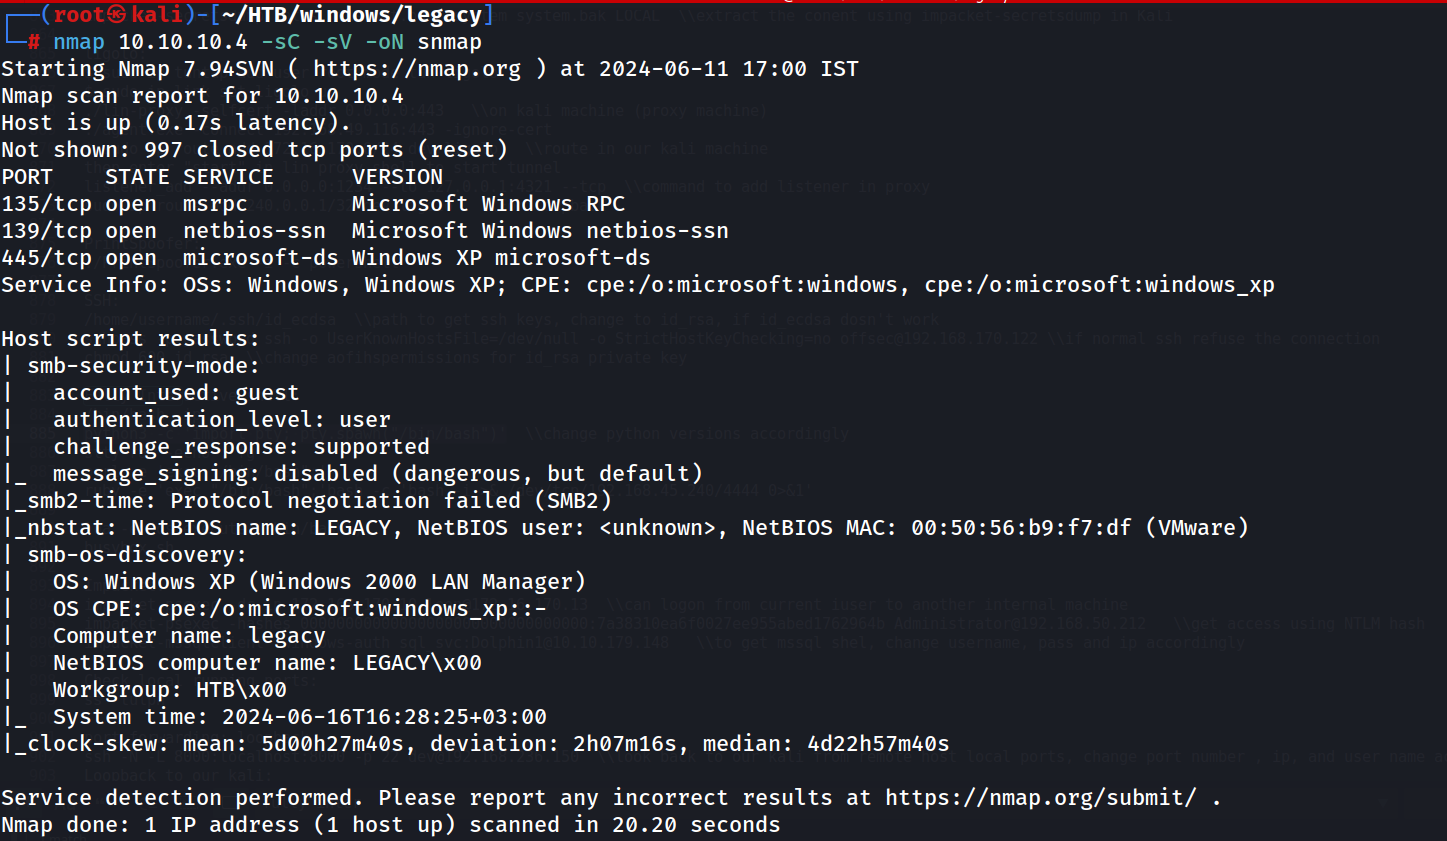 ┌──(root㉿kali)-[~/HTB/windows/legacy]
└─# nmap 10.10.10.4 -sC -sV -oN snmap
Starting Nmap 7.94SVN ( https://nmap.org ) at 2024-06-11 17:00 IST
Nmap scan report for 10.10.10.4
Host is up (0.17s latency).
Not shown: 997 closed tcp ports (reset)
PORT    STATE SERVICE      VERSION
135/tcp open  msrpc        Microsoft Windows RPC
139/tcp open  netbios-ssn  Microsoft Windows netbios-ssn
445/tcp open  microsoft-ds Windows XP microsoft-ds
Service Info: OSs: Windows, Windows XP; CPE: cpe:/o:microsoft:windows, cpe:/o:microsoft:windows_xp

Host script results:
| smb-security-mode:
|   account_used: guest
|   authentication_level: user
|   challenge_response: supported
|_  message_signing: disabled (dangerous, but default)
|_smb2-time: Protocol negotiation failed (SMB2)
|_nbstat: NetBIOS name: LEGACY, NetBIOS user: <unknown>, NetBIOS MAC: 00:50:56:b9:f7:df (VMware)
| smb-os-discovery:
|   OS: Windows XP (Windows 2000 LAN Manager)
|   OS CPE: cpe:/o:microsoft:windows_xp::-
|   Computer name: legacy
|   NetBIOS computer name: LEGACY\x00
|   Workgroup: HTB\x00
|_  System time: 2024-06-16T16:28:25+03:00
|_clock-skew: mean: 5d00h27m40s, deviation: 2h07m16s, median: 4d22h57m40s

Service detection performed. Please report any incorrect results at https://nmap.org/submit/ .
Nmap done: 1 IP address (1 host up) scanned in 20.20 seconds